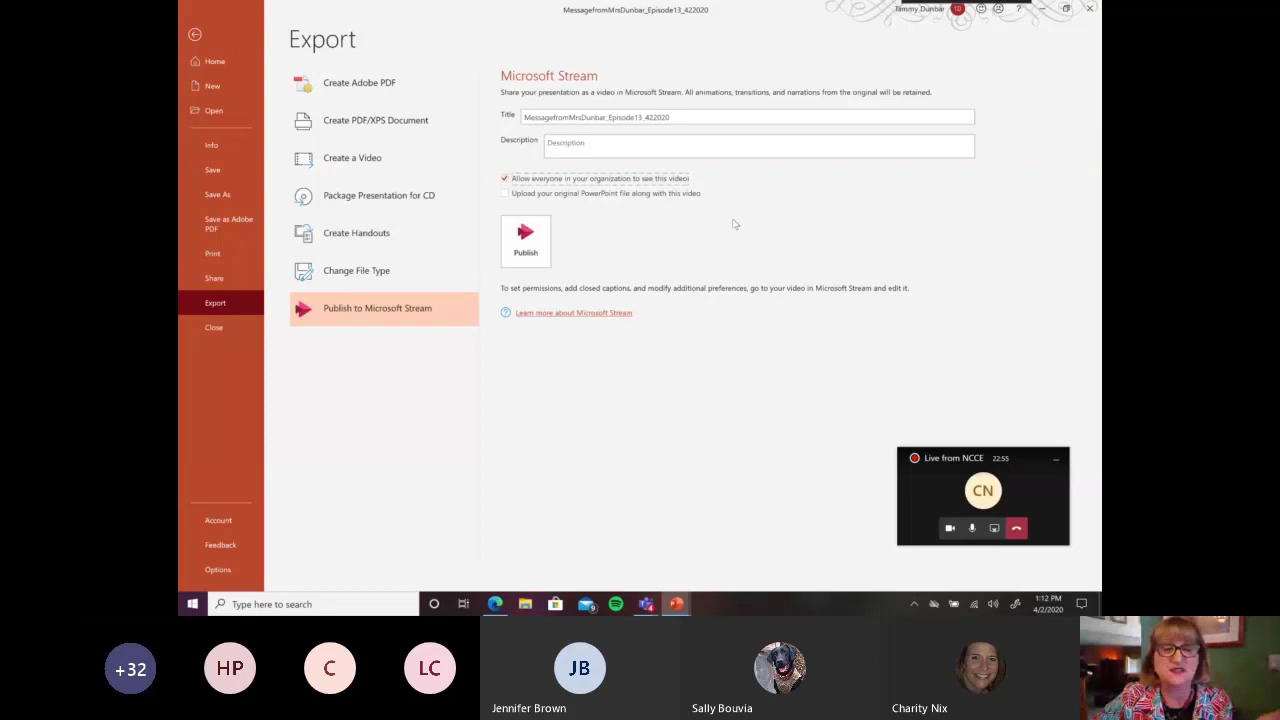 MessagefromMrsDunbar_Episode13_422020
Tammy Dunbar
TD
?
Export
Home
New
Open
Info
Save
Save As
Save as Adobe
PDF
Print
Share
Export
Close
Account
Feedback
Options
Create Adobe PDF
Create PDF/XPS Document
Create a Video
Package Presentation for CD
Create Handouts
Change File Type
Publish to Microsoft Stream
Microsoft Stream
Share your presentation as a video in Microsoft Stream. All animations, transitions, and narrations from the original will be retained.
Title
MessagefromMrsDunbar_Episode13_422020
Description
Description
Allow everyone in your organization to see this video
Upload your original PowerPoint file along with this video
Publish
To set permissions, add closed captions, and modify additional preferences, go to your video in Microsoft Stream and edit it.
Learn more about Microsoft Stream
Live from NCCE 22:55
CN
Type here to search
9
4
1:12 PM
4/2/2020
+32
HP
C
LC
JB
Jennifer Brown
Sally Bouvia
Charity Nix